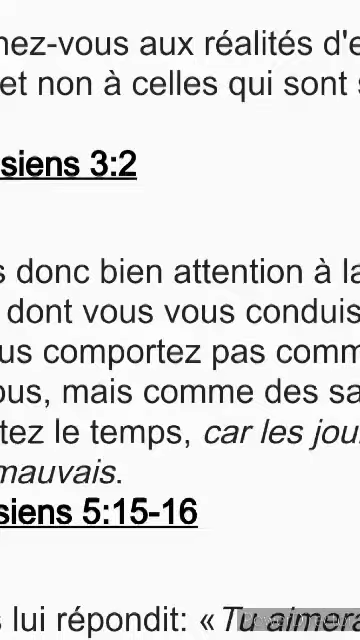 nez-vous aux réalités d'e
et non à celles qui sont s
siens 3:2
s donc bien attention à la
dont vous vous conduis
us comportez pas comm
ous, mais comme des sa
tez le temps, car les jou
mauvais.
siens 5:15-16
s lui répondit: « Tu aimera